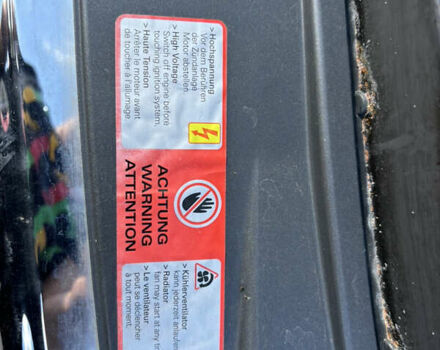 > Hochspannung
Vor dem Berühren
der Zündanlage
Motor abstellen.
> High Voltage
Switch off engine before
touching ignition system.
> Haute Tension
Arrêter le moteur avant
de toucher à l'allumage
ACHTUNG
WARNING
ATTENTION
> Kühlerventilator
kann jederzeit anlaufen
> Radiator
fan may start at any
> Le ventilateur
peut se déclencher
à tout moment.